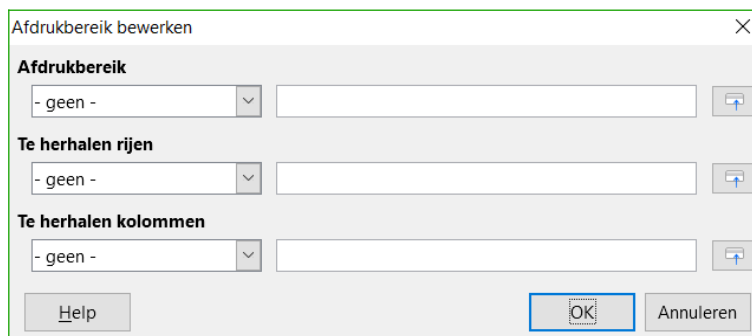 Afdrukbereik bewerken
Afdrukbereik
- geen -
Te herhalen rijen
- geen -
Te herhalen kolommen
- geen -
Help OK Annuleren